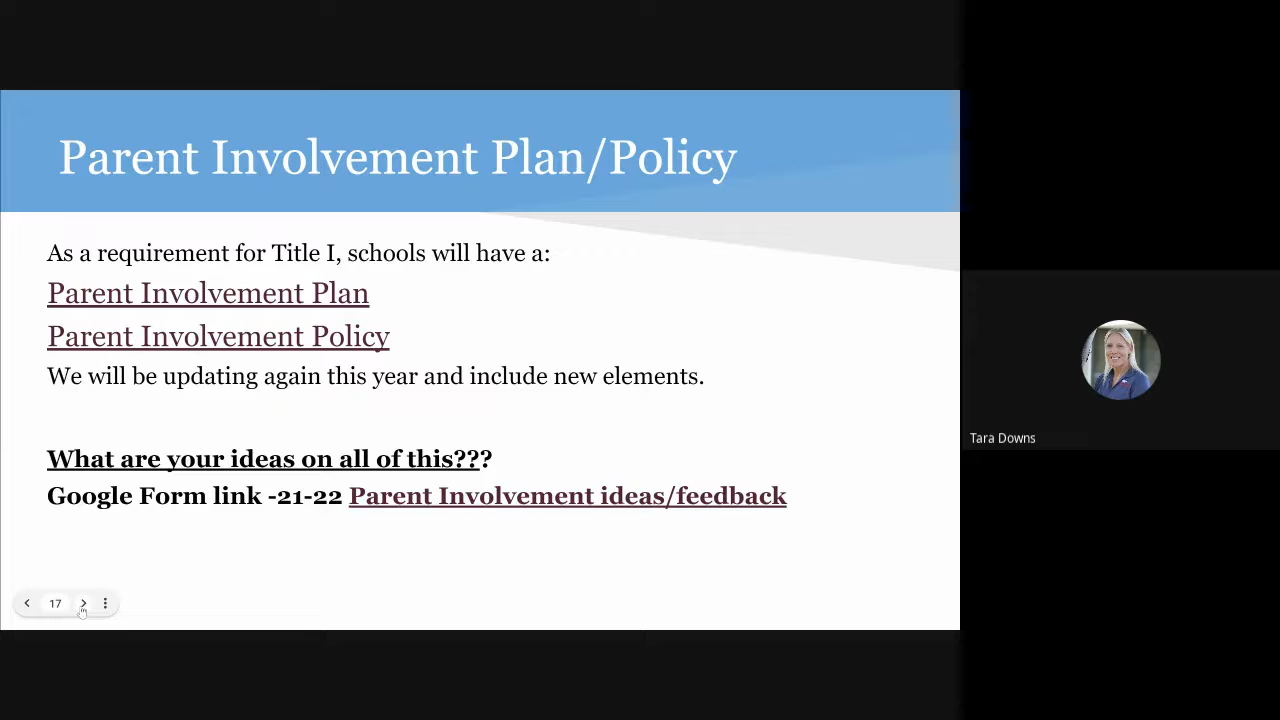 Parent Involvement Plan/Policy
As a requirement for Title I, schools will have a:
Parent Involvement Plan
Parent Involvement Policy
We will be updating again this year and include new elements.
What are your ideas on all of this????
Google Form link -21-22 Parent Involvement ideas/feedback
17
Tara Downs